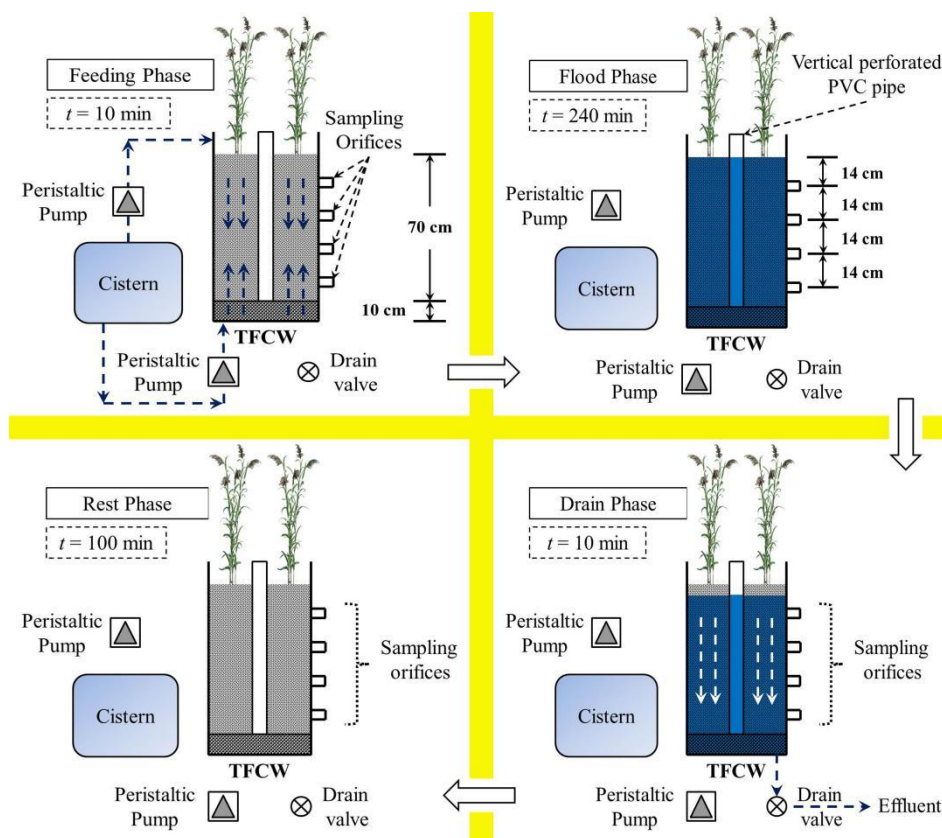 Feeding Phase
t = 10 min
Sampling
Orifices
Peristaltic
Pump
70 cm
Cistern
10 cm
TFCW
Peristaltic
Pump
Drain
valve
Flood Phase
t = 240 min
Vertical perforated
PVC pipe
Peristaltic
Pump
14 cm
14 cm
14 cm
14 cm
Cistern
TFCW
Peristaltic
Pump
Drain
valve
Rest Phase
t = 100 min
Peristaltic
Pump
Sampling
orifices
Cistern
TFCW
Peristaltic
Pump
Drain
valve
Drain Phase
t = 10 min
Peristaltic
Pump
Sampling
orifices
Cistern
TFCW
Peristaltic
Pump
Drain
valve
Effluent